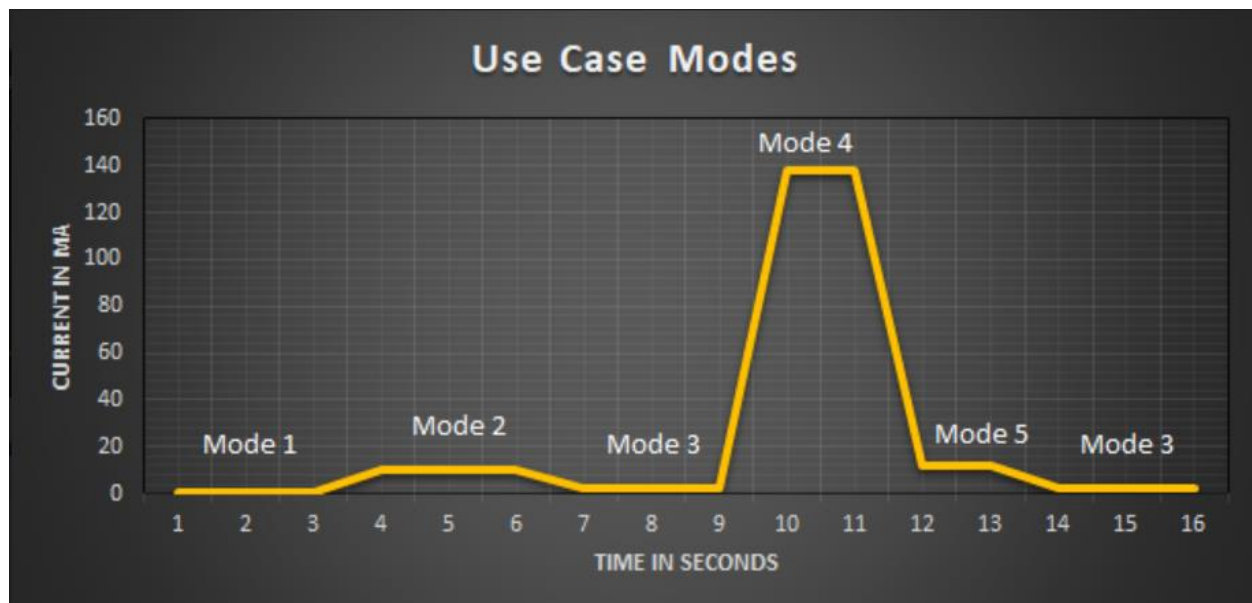 Use Case Modes
160
140
120
100
80
60
40
20
0
CURRENT IN MA
Mode 1
Mode 2
Mode 3
Mode 4
Mode 5
Mode 3
1 2 3 4 5 6 7 8 9 10 11 12 13 14 15 16
TIME IN SECONDS